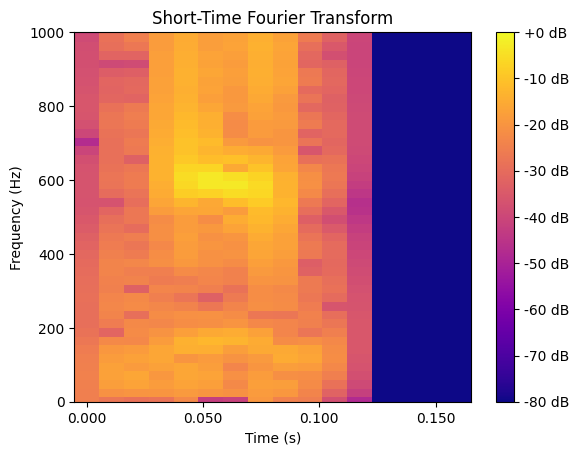 Short-Time Fourier Transform
1000
800
600
400
200
0
Frequency (Hz)
0.000
0.050
0.100
0.150
Time (s)
+0 dB
-10 dB
-20 dB
-30 dB
-40 dB
-50 dB
-60 dB
-70 dB
-80 dB